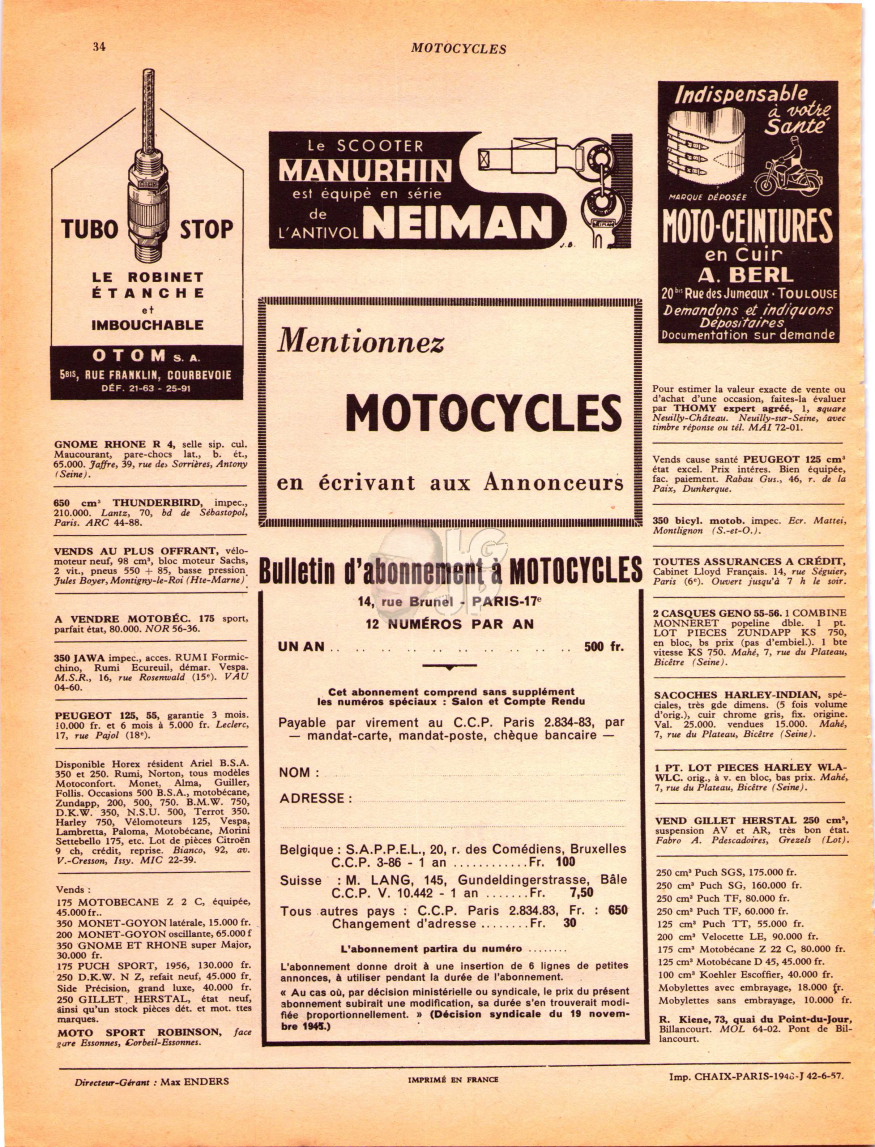 34
MOTOCYCLES
TUBO STOP
LE ROBINET
ÉTANCHE
et
IMBOUCHABLE
OTOM S. A.
5BIS, RUE FRANKLIN, COURBEVOIE
DÉF. 21-63 - 25-91
GNOME RHONE R 4, selle sip. cul.
Maucourant, pare-chocs lat., b. ét.,
65.000. Jaffre, 39, rue des Sorrières, Antony
(Seine).
650 cm³ THUNDERBIRD, impec.,
210.000. Lantz, 70, bd de Sébastopol,
Paris. ARC 44-88.
VENDS AU PLUS OFFRANT, vélo-
moteur neuf, 98 cm³, bloc moteur Sachs,
2 vit., pneus 550 + 85, basse pression
Jules Boyer, Montigny-le-Roi (Hte-Marne)
A VENDRE MOTOBÉC. 175 sport,
parfait état, 80.000. NOR 56-36.
350 JAWA impec., acces. RUMI Formic-
chino, Rumi Ecureuil, démar. Vespa.
M.S.R., 16, rue Rosenwald (15e). VAU
04-60.
PEUGEOT 125, 55, garantie 3 mois.
10.000 fr. et 6 mois à 5.000 fr. Leclerc,
17, rue Pajol (18e).
Disponible Horex résident Ariel B.S.A.
350 et 250. Rumi, Norton, tous modèles
Motoconfort. Monet, Alma, Guiller,
Follis. Occasions 500 B.S.A., motobécane,
Zundapp, 200, 500, 750. B.M.W. 750,
D.K.W. 350, N.S.U. 500, Terrot 350.
Harley 750, Vélomoteurs 125, Vespa,
Lambretta, Paloma, Motobécane, Morini
Settebello 175, etc. Lot de pièces Citroën
9 ch, crédit, reprise. Bianco, 92, av.
V.-Cresson, Issy. MIC 22-39.
Vends :
175 MOTOBECANE Z 2 C, équipée,
45.000 fr..
350 MONET-GOYON latérale, 15.000 fr.
200 MONET-GOYON oscillante, 65.000 f
350 GNOME ET RHONE super Major,
30.000 fr.
175 PUCH SPORT, 1956, 130.000 fr.
250 D.K.W. N Z, refait neuf, 45.000 fr.
Side Précision, grand luxe, 40.000 fr.
250 GILLET HERSTAL, état neuf,
ainsi qu'un stock pièces dét. et mot. ttes
marques.
MOTO SPORT ROBINSON, face
gare Essonnes, Corbeil-Essonnes.
Le SCOOTER
MANURHIN
est équipé en série
de
L'ANTIVOL NEIMAN
NEIMAN
J.B.
Mentionnez
MOTOCYCLES
en écrivant aux Annonceurs
LG
JP
Bulletin d'abonnement à MOTOCYCLES
14, rue Brunel - PARIS-17e
12 NUMÉROS PAR AN
UN AN .. .. .. .. .. .. .. .. .. .. .. 500 fr.
Cet abonnement comprend sans supplément
les numéros spéciaux : Salon et Compte Rendu
Payable par virement au C.C.P. Paris 2.834-83, par
— mandat-carte, mandat-poste, chèque bancaire —
NOM :
ADRESSE :
Belgique : S.A.P.P.E.L., 20, r. des Comédiens, Bruxelles
C.C.P. 3-86 - 1 an ............Fr. 100
Suisse : M. LANG, 145, Gundeldingerstrasse, Bâle
C.C.P. V. 10.442 - 1 an .......Fr. 7,50
Tous autres pays : C.C.P. Paris 2.834.83, Fr. : 650
Changement d'adresse ........Fr. 30
L'abonnement partira du numéro ........
L'abonnement donne droit à une insertion de 6 lignes de petites
annonces, à utiliser pendant la durée de l'abonnement.
« Au cas où, par décision ministérielle ou syndicale, le prix du présent
abonnement subirait une modification, sa durée s'en trouverait modi-
fiée proportionnellement. » (Décision syndicale du 19 novem-
bre 1945.)
Indispensable
à votre
Santé
MARQUE DÉPOSÉE
MOTO-CEINTURES
en Cuir
A. BERL
20bis Rue des Jumeaux · TOULOUSE
Demandons et indiquons
Dépositaires
Documentation sur demande
Pour estimer la valeur exacte de vente ou
d'achat d'une occasion, faites-la évaluer
par THOMY expert agréé, 1, square
Neuilly-Château. Neuilly-sur-Seine, avec
timbre réponse ou tél. MAI 72-01.
Vends cause santé PEUGEOT 125 cm³
état excel. Prix intéres. Bien équipée,
fac. paiement. Rabau Gus., 46, r. de la
Paix, Dunkerque.
350 bicyl. motob. impec. Ecr. Mattei,
Montlignon (S.-et-O.).
TOUTES ASSURANCES A CRÉDIT,
Cabinet Lloyd Français. 14, rue Séguier,
Paris (6e). Ouvert jusqu'à 7 h le soir.
2 CASQUES GENO 55-56. 1 COMBINE
MONNERET popeline dble. 1 pt.
LOT PIECES ZUNDAPP KS 750,
en bloc, bs prix (pas d'embiel.). 1 bte
vitesse KS 750. Mahé, 7, rue du Plateau,
Bicêtre (Seine).
SACOCHES HARLEY-INDIAN, spé-
ciales, très gde dimens. (5 fois volume
d'orig.), cuir chrome gris, fix. origine.
Val. 25.000. vendues 15.000. Mahé,
7, rue du Plateau, Bicêtre (Seine).
1 PT. LOT PIECES HARLEY WLA-
WLC. orig., à v. en bloc, bas prix. Mahé,
7, rue du Plateau, Bicêtre (Seine).
VEND GILLET HERSTAL 250 cm³,
suspension AV et AR, très bon état.
Fabro A. Pdescadoires, Grezels (Lot).
250 cm³ Puch SGS, 175.000 fr.
250 cm³ Puch SG, 160.000 fr.
250 cm³ Puch TF, 80.000 fr.
250 cm³ Puch TF, 60.000 fr.
125 cm³ Puch TT, 55.000 fr.
200 cm³ Velocette LE, 90.000 fr.
175 cm³ Motobécane Z 22 C, 80.000 fr.
125 cm³ Motobécane D 45, 45.000 fr.
100 cm³ Koehler Escoffier, 40.000 fr.
Mobylettes avec embrayage, 18.000 fr.
Mobylettes sans embrayage, 10.000 fr.
R. Kiene, 73, quai du Point-du-Jour,
Billancourt. MOL 64-02. Pont de Bil-
lancourt.
Directeur-Gérant : Max ENDERS
IMPRIMÉ EN FRANCE
Imp. CHAIX-PARIS-1946-J 42-6-57.